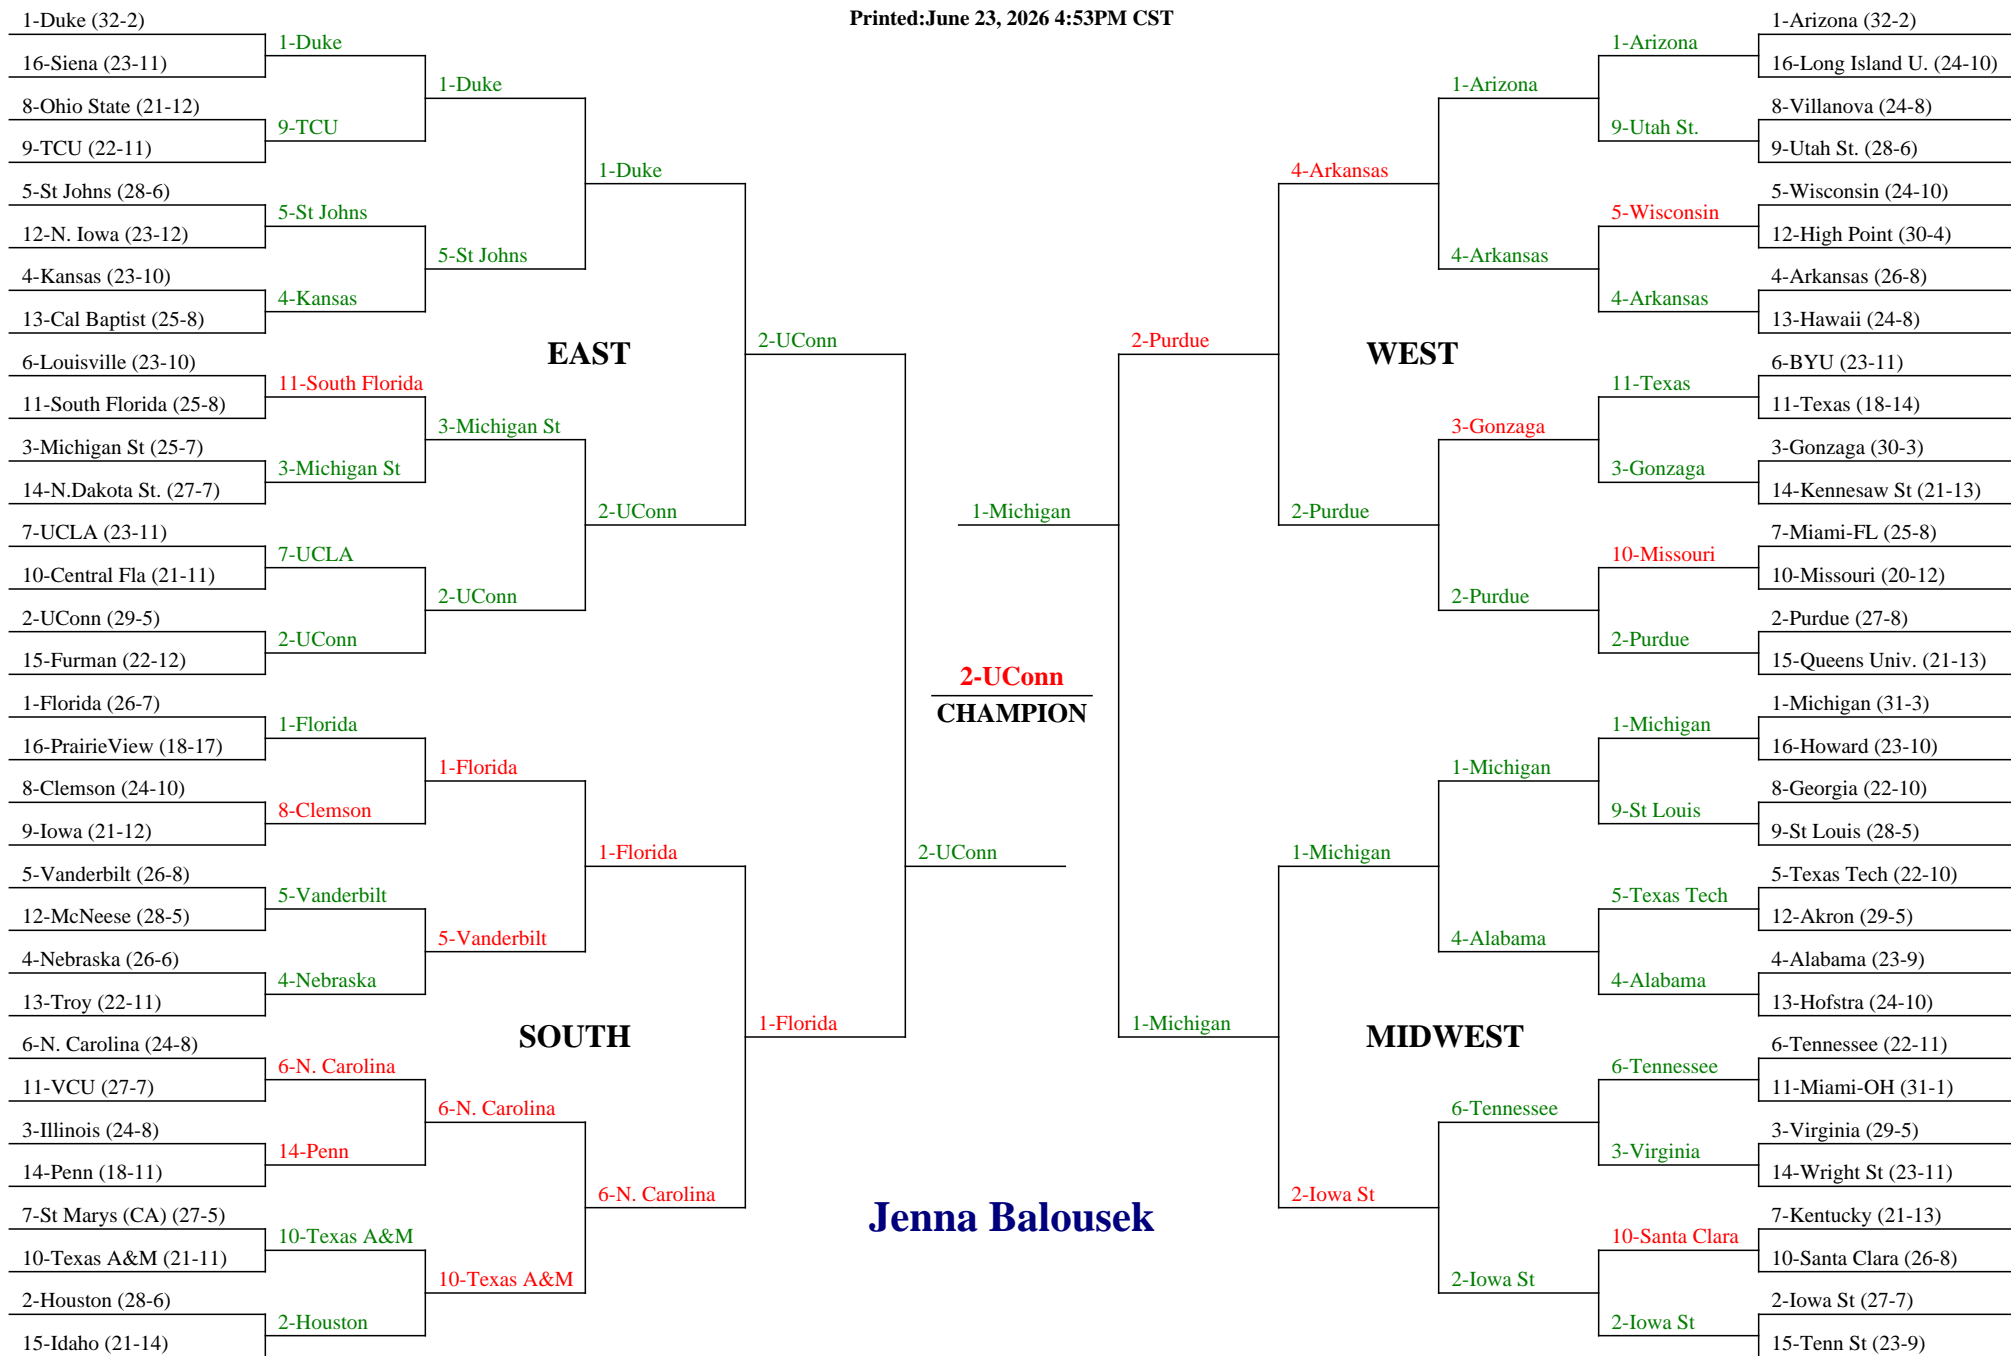 Printed:June 23, 2026 4:53PM CST
1-Duke (32-2)
16-Siena (23-11)
8-Ohio State (21-12)
9-TCU (22-11)
5-St Johns (28-6)
12-N. Iowa (23-12)
4-Kansas (23-10)
13-Cal Baptist (25-8)
6-Louisville (23-10)
11-South Florida (25-8)
3-Michigan St (25-7)
14-N.Dakota St. (27-7)
7-UCLA (23-11)
10-Central Fla (21-11)
2-UConn (29-5)
15-Furman (22-12)
1-Florida (26-7)
16-PrairieView (18-17)
8-Clemson (24-10)
9-Iowa (21-12)
5-Vanderbilt (26-8)
12-McNeese (28-5)
4-Nebraska (26-6)
13-Troy (22-11)
6-N. Carolina (24-8)
11-VCU (27-7)
3-Illinois (24-8)
14-Penn (18-11)
7-St Marys (CA) (27-5)
10-Texas A&M (21-11)
2-Houston (28-6)
15-Idaho (21-14)
1-Duke
9-TCU
5-St Johns
4-Kansas
11-South Florida
3-Michigan St
7-UCLA
2-UConn
1-Florida
8-Clemson
5-Vanderbilt
4-Nebraska
6-N. Carolina
14-Penn
10-Texas A&M
2-Houston
1-Duke
5-St Johns
3-Michigan St
2-UConn
1-Florida
5-Vanderbilt
6-N. Carolina
10-Texas A&M
1-Duke
2-UConn
1-Florida
6-N. Carolina
EAST
SOUTH
2-UConn
1-Florida
2-UConn
1-Michigan
2-UConn
CHAMPION
Jenna Balousek
2-Purdue
1-Michigan
WEST
MIDWEST
4-Arkansas
2-Purdue
1-Michigan
2-Iowa St
1-Arizona
4-Arkansas
3-Gonzaga
2-Purdue
1-Michigan
4-Alabama
6-Tennessee
2-Iowa St
1-Arizona
9-Utah St.
5-Wisconsin
4-Arkansas
11-Texas
3-Gonzaga
10-Missouri
2-Purdue
1-Michigan
9-St Louis
5-Texas Tech
4-Alabama
6-Tennessee
3-Virginia
10-Santa Clara
2-Iowa St
1-Arizona (32-2)
16-Long Island U. (24-10)
8-Villanova (24-8)
9-Utah St. (28-6)
5-Wisconsin (24-10)
12-High Point (30-4)
4-Arkansas (26-8)
13-Hawaii (24-8)
6-BYU (23-11)
11-Texas (18-14)
3-Gonzaga (30-3)
14-Kennesaw St (21-13)
7-Miami-FL (25-8)
10-Missouri (20-12)
2-Purdue (27-8)
15-Queens Univ. (21-13)
1-Michigan (31-3)
16-Howard (23-10)
8-Georgia (22-10)
9-St Louis (28-5)
5-Texas Tech (22-10)
12-Akron (29-5)
4-Alabama (23-9)
13-Hofstra (24-10)
6-Tennessee (22-11)
11-Miami-OH (31-1)
3-Virginia (29-5)
14-Wright St (23-11)
7-Kentucky (21-13)
10-Santa Clara (26-8)
2-Iowa St (27-7)
15-Tenn St (23-9)